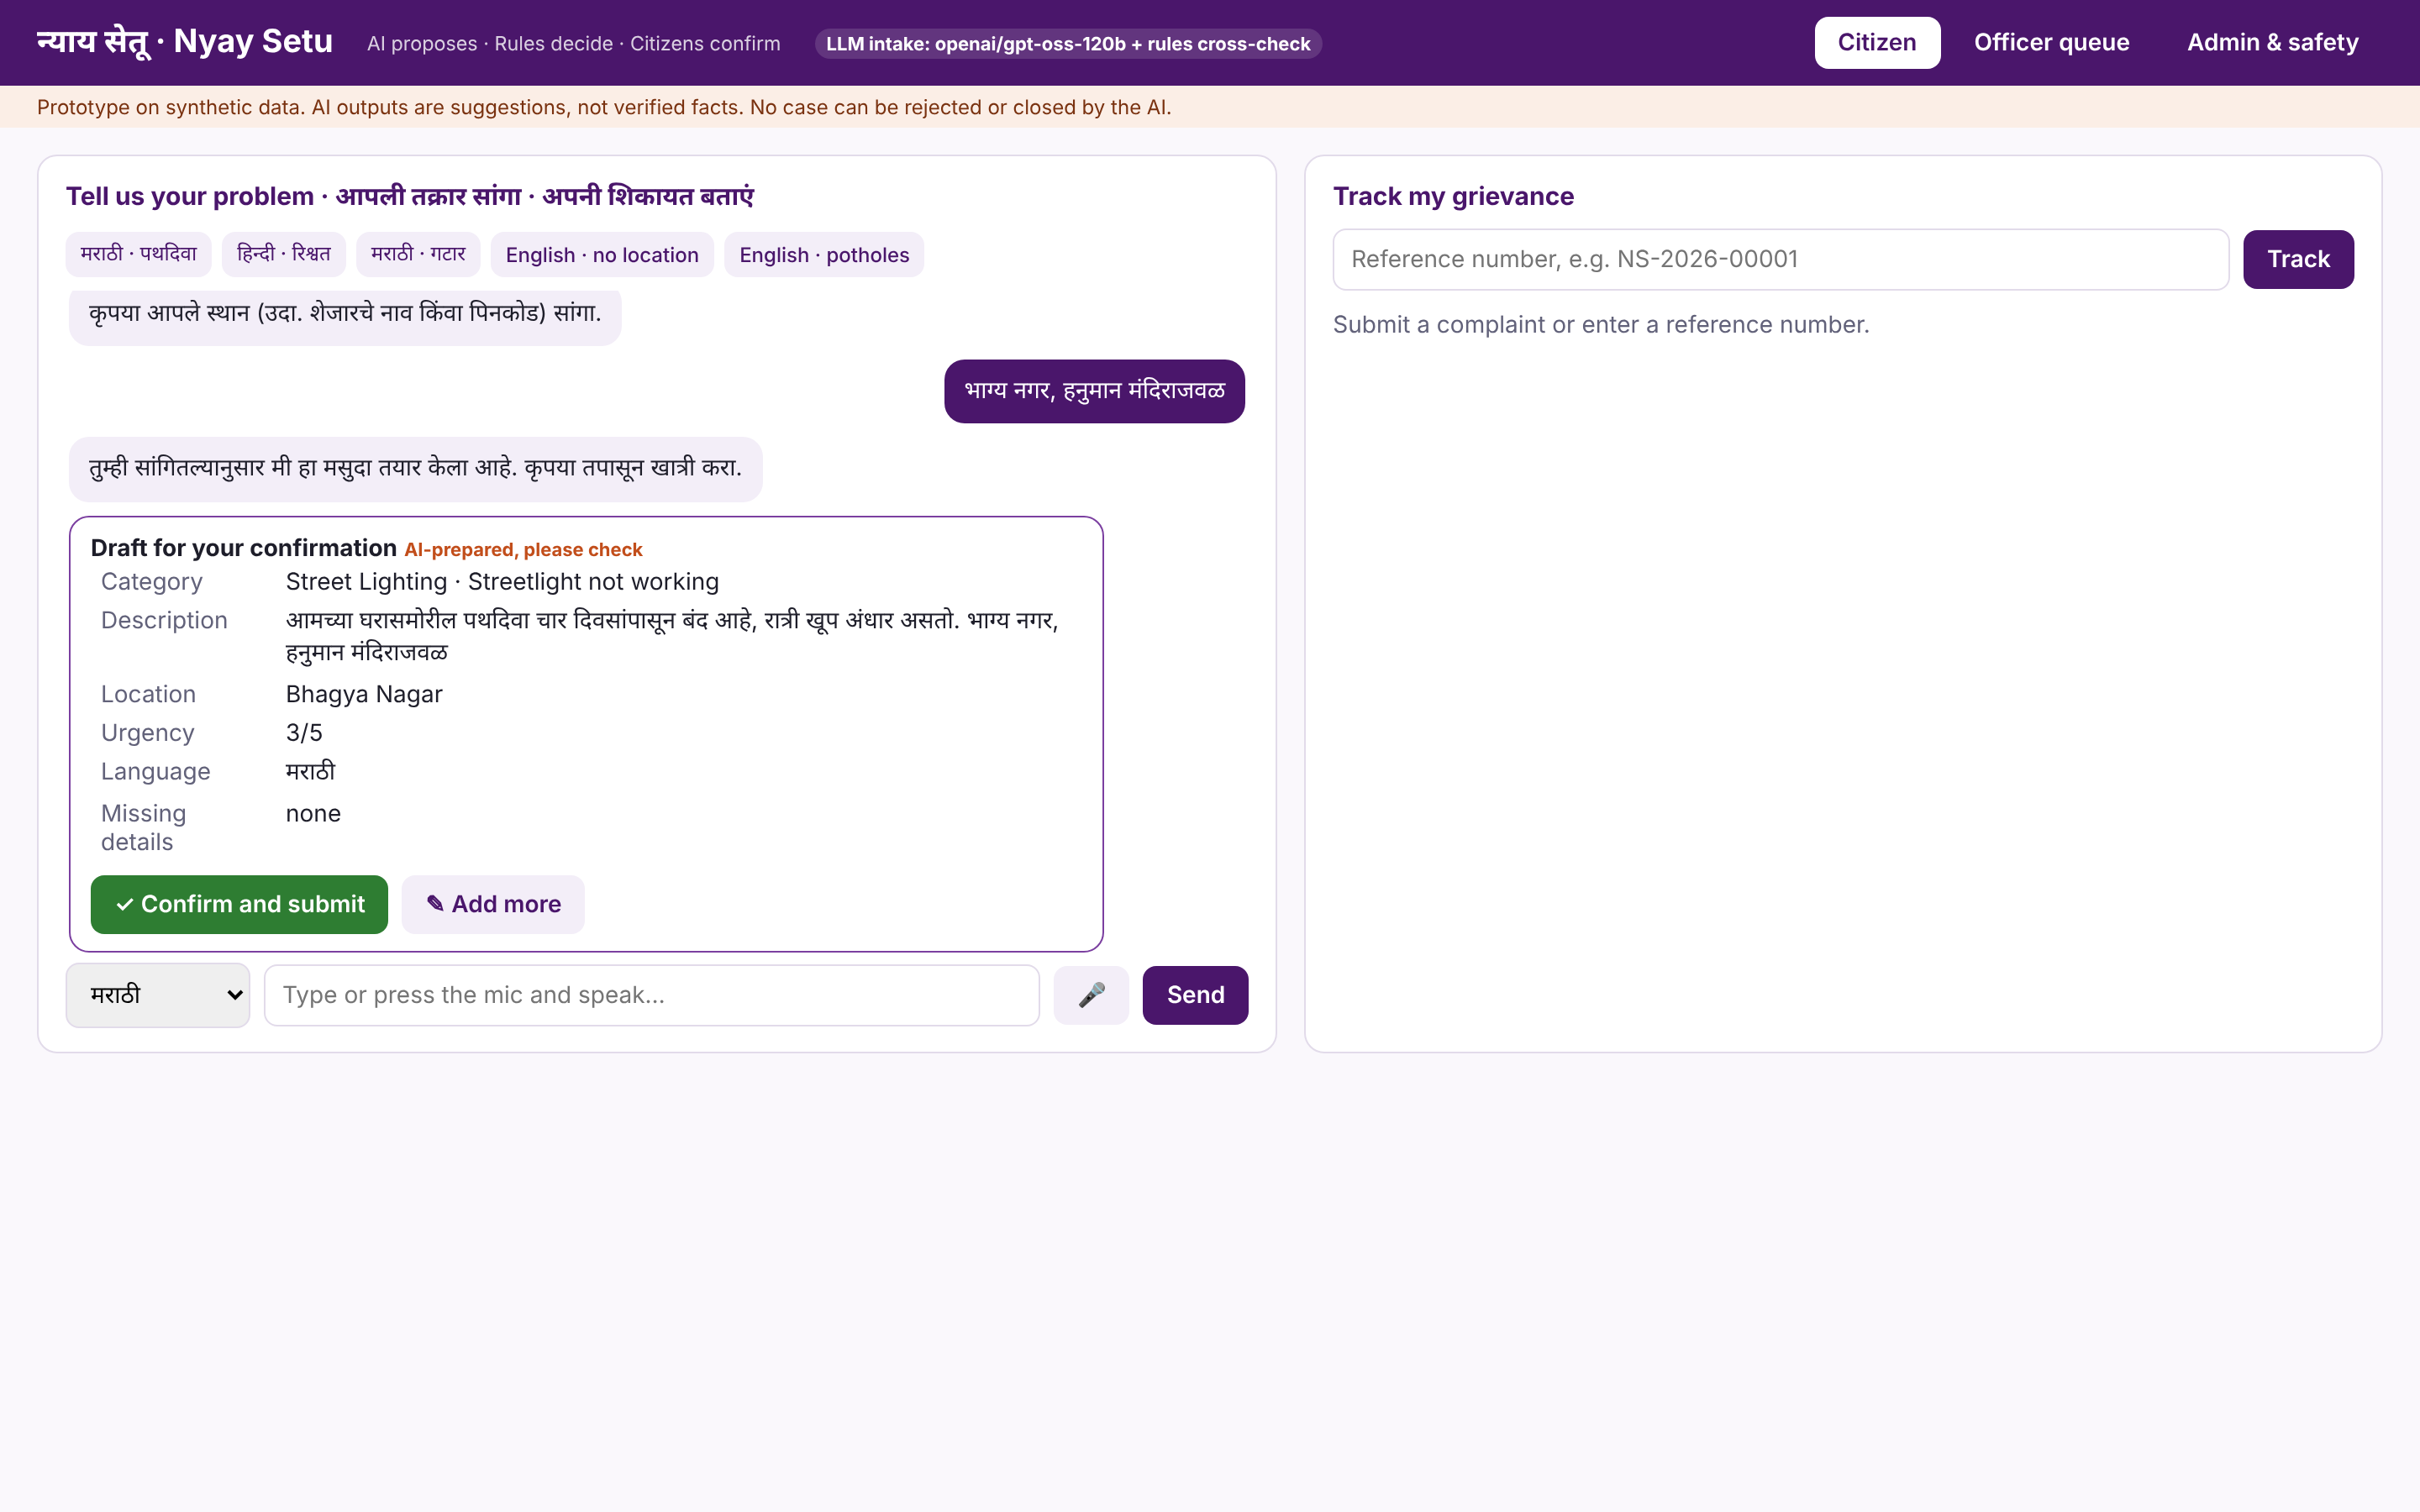 न्याय सेतू · Nyay Setu
AI proposes · Rules decide · Citizens confirm
LLM intake: openai/gpt-oss-120b + rules cross-check
Citizen
Officer queue
Admin & safety
Prototype on synthetic data. AI outputs are suggestions, not verified facts. No case can be rejected or closed by the AI.
Tell us your problem · आपली तक्रार सांगा · अपनी शिकायत बताएं
मराठी · पथदिवा
हिन्दी · रिश्वत
मराठी · गटार
English · no location
English · potholes
कृपया आपले स्थान (उदा. शेजारचे नाव किंवा पिनकोड) सांगा.
भाग्य नगर, हनुमान मंदिराजवळ
तुम्ही सांगितल्यानुसार मी हा मसुदा तयार केला आहे. कृपया तपासून खात्री करा.
Draft for your confirmation AI-prepared, please check
Category Street Lighting · Streetlight not working
Description आमच्या घरासमोरील पथदिवा चार दिवसांपासून बंद आहे, रात्री खूप अंधार असतो. भाग्य नगर,
हनुमान मंदिराजवळ
Location Bhagya Nagar
Urgency 3/5
Language मराठी
Missing none
details
✓ Confirm and submit
✎ Add more
मराठी
Type or press the mic and speak...
Send
Track my grievance
Reference number, e.g. NS-2026-00001
Track
Submit a complaint or enter a reference number.